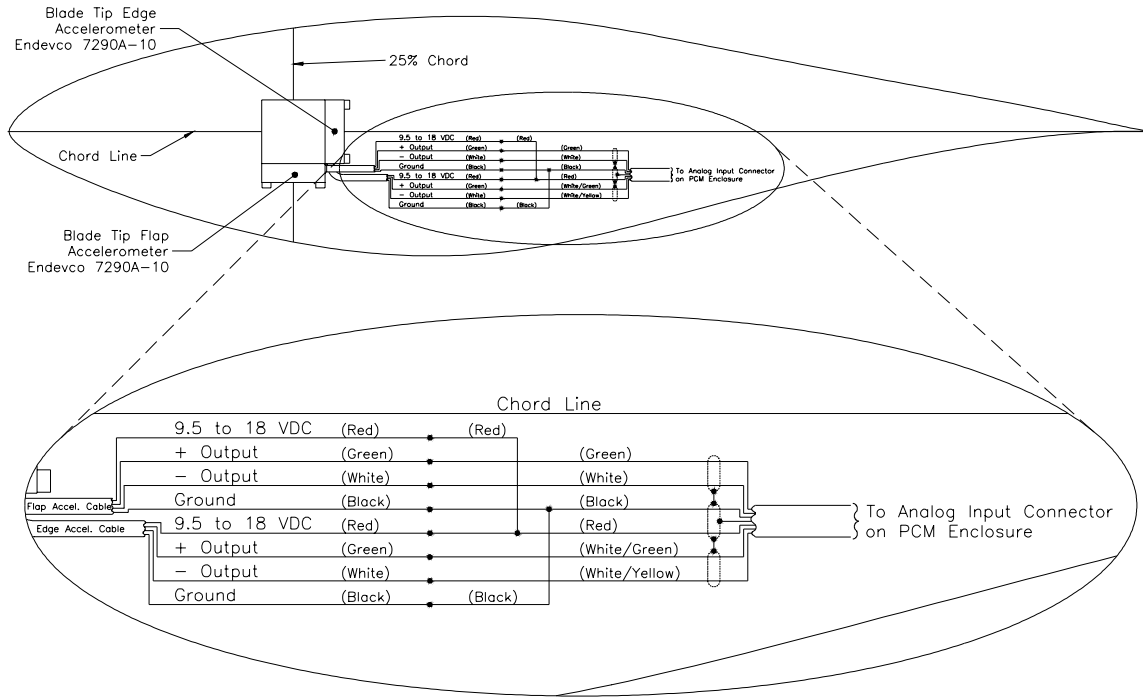 Blade Tip Edge
Accelerometer
Endevco 7290A-10
25% Chord
Chord Line
9.5 to 18 VDC (Red) (Red)
+ Output (Green) (Green)
- Output (White) (White)
Ground (Black) (Black)
9.5 to 18 VDC (Red) (Red)
+ Output (Green) (White/Green)
- Output (White) (White/Yellow)
Ground (Black) (Black)
To Analog Input Connector
on PCM Enclosure
Blade Tip Flap
Accelerometer
Endevco 7290A-10
Chord Line
9.5 to 18 VDC (Red) (Red)
+ Output (Green) (Green)
- Output (White) (White)
Ground (Black) (Black)
9.5 to 18 VDC (Red) (Red)
+ Output (Green) (White/Green)
- Output (White) (White/Yellow)
Ground (Black) (Black)
Flap Accel. Cable
Edge Accel. Cable
To Analog Input Connector
on PCM Enclosure